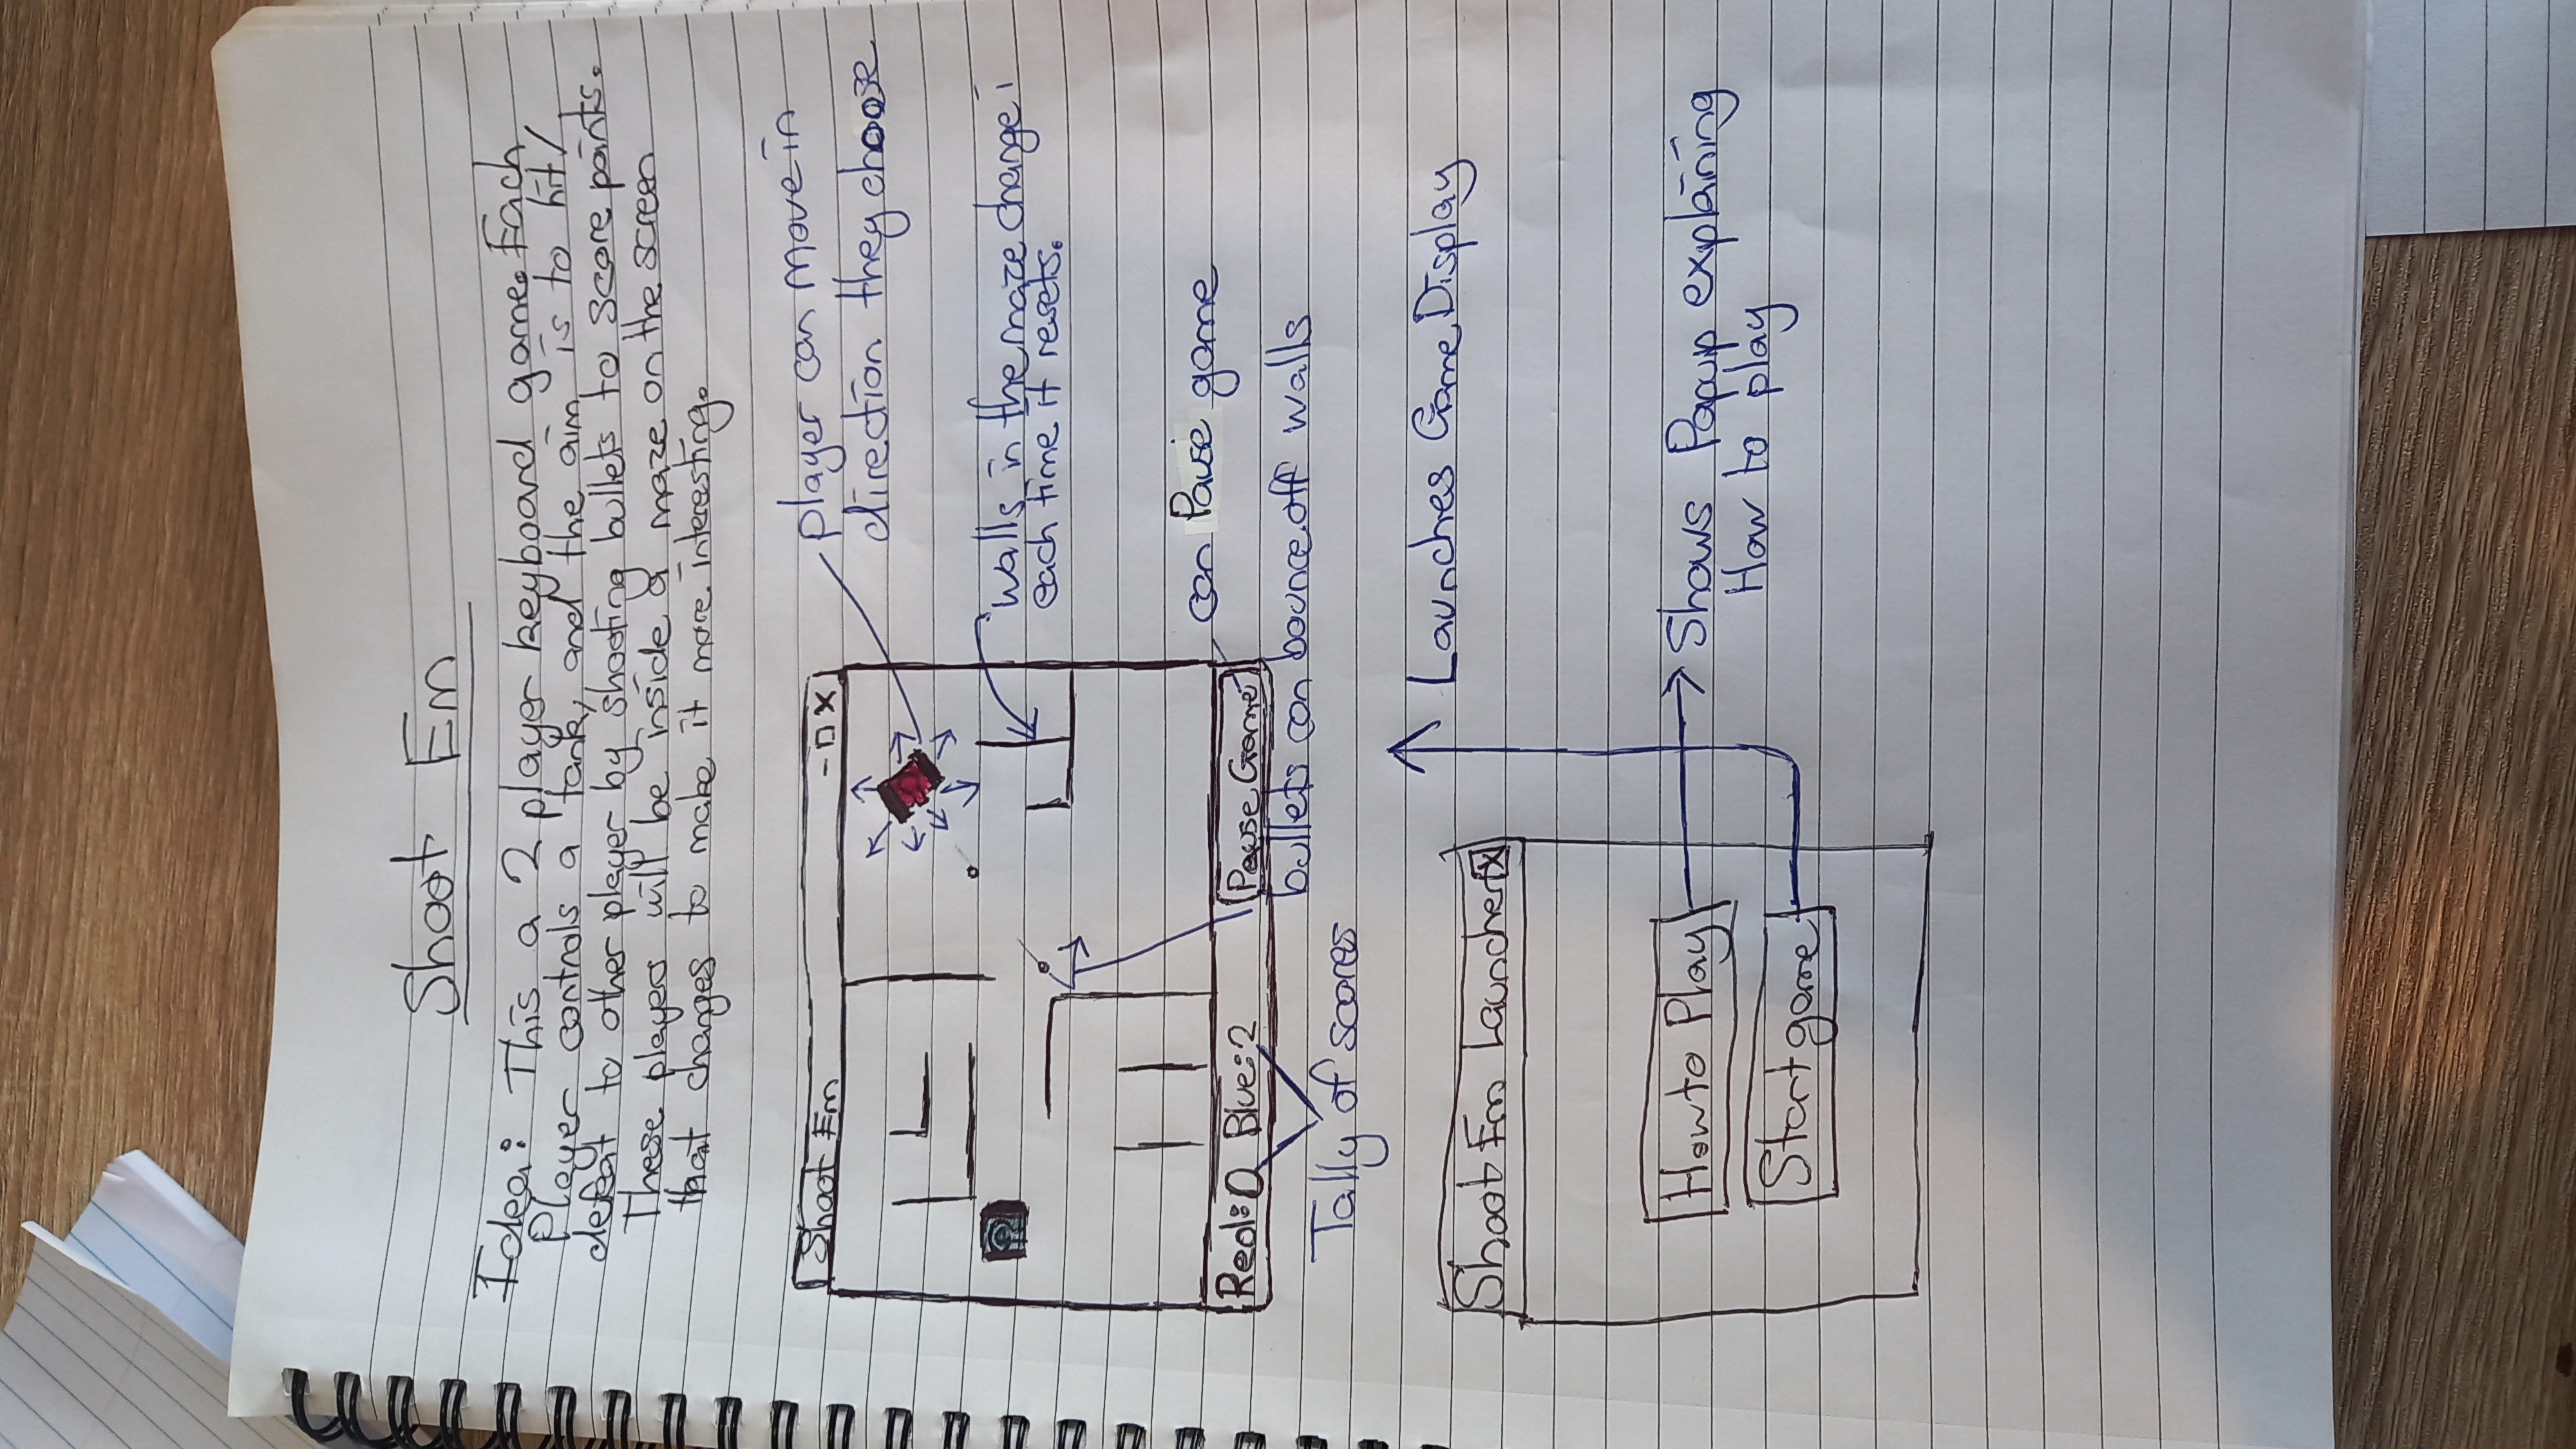 Shoot Em
Idea: This a 2 player keyboard game. Each
Player controls a tank, and the aim is to hit/
defeat to other player by shooting bullets to score points.
These players will be inside a maze on the screen
that changes to make it more interesting.
Shoot Em - □ X
player can move in
direction they choose
walls in the maze change
each time it resets.
can Pause game
Red: 0 Blue: 2 Pause Game
bullets can bounce off walls
Tally of scores
Launches Game Display
Shoot Em Launcher X
How to Play
Shows Popup explaining
How to play
Start game